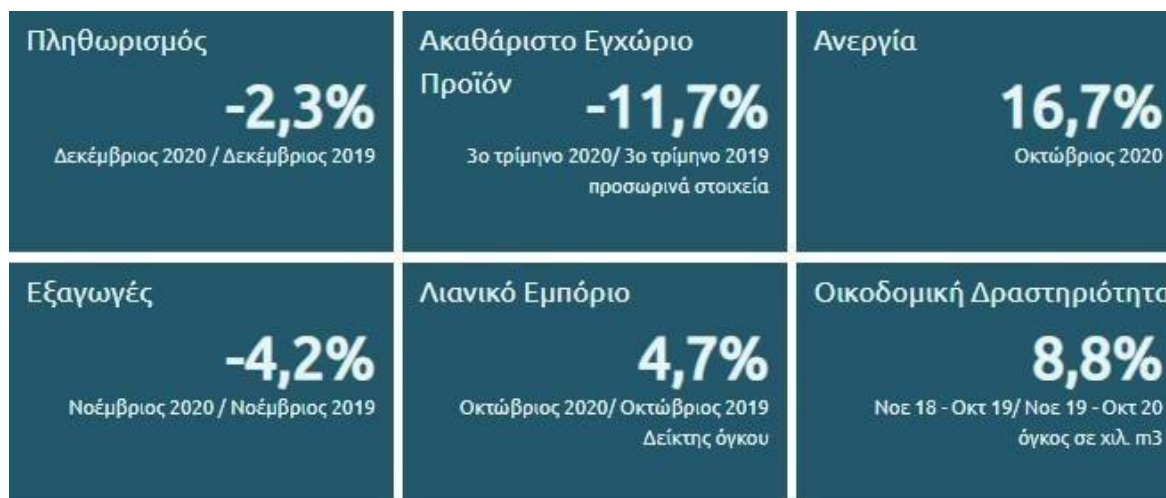 Πληθωρισμός
-2,3%
Δεκέμβριος 2020 / Δεκέμβριος 2019
Ακαθάριστο Εγχώριο
Προϊόν
-11,7%
3ο τρίμηνο 2020/ 3ο τρίμηνο 2019
προσωρινά στοιχεία
Ανεργία
16,7%
Οκτώβριος 2020
Εξαγωγές
-4,2%
Νοέμβριος 2020 / Νοέμβριος 2019
Λιανικό Εμπόριο
4,7%
Οκτώβριος 2020/ Οκτώβριος 2019
Δείκτης όγκου
Οικοδομική Δραστηριότητα
8,8%
Νοε 18 - Οκτ 19/ Νοε 19 - Οκτ 20
όγκος σε χιλ. m3